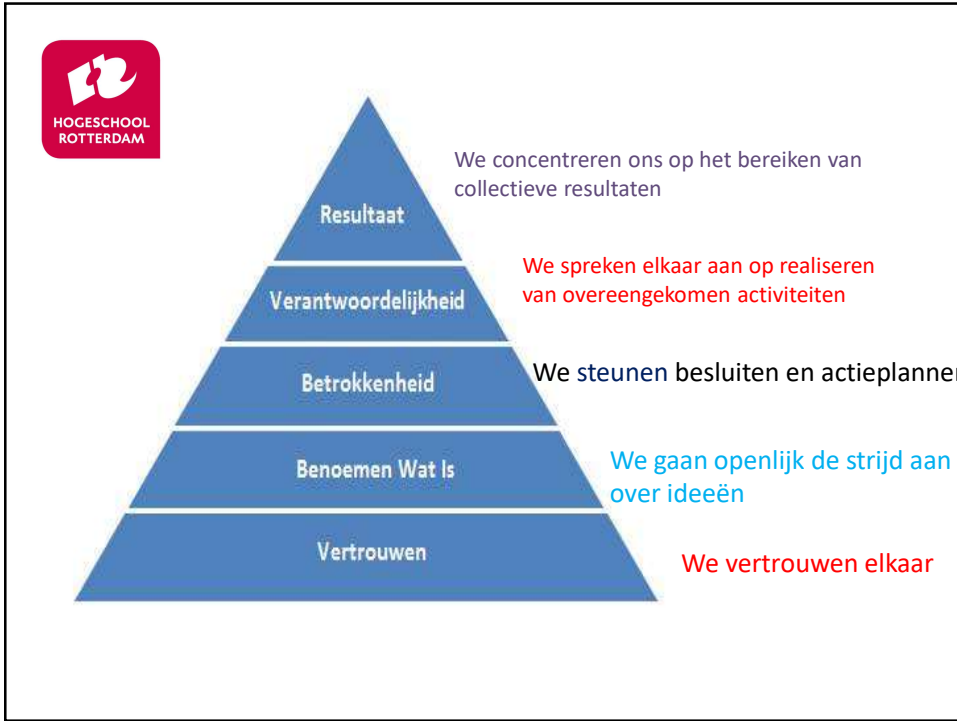 HOGESCHOOL
ROTTERDAM
We concentreren ons op het bereiken van
collectieve resultaten
Resultaat
We spreken elkaar aan op realiseren
van overeengekomen activiteiten
Verantwoordelijkheid
We steunen besluiten en actieplannen
Betrokkenheid
We gaan openlijk de strijd aan
over ideeën
Benoemen Wat Is
Vertrouwen
We vertrouwen elkaar